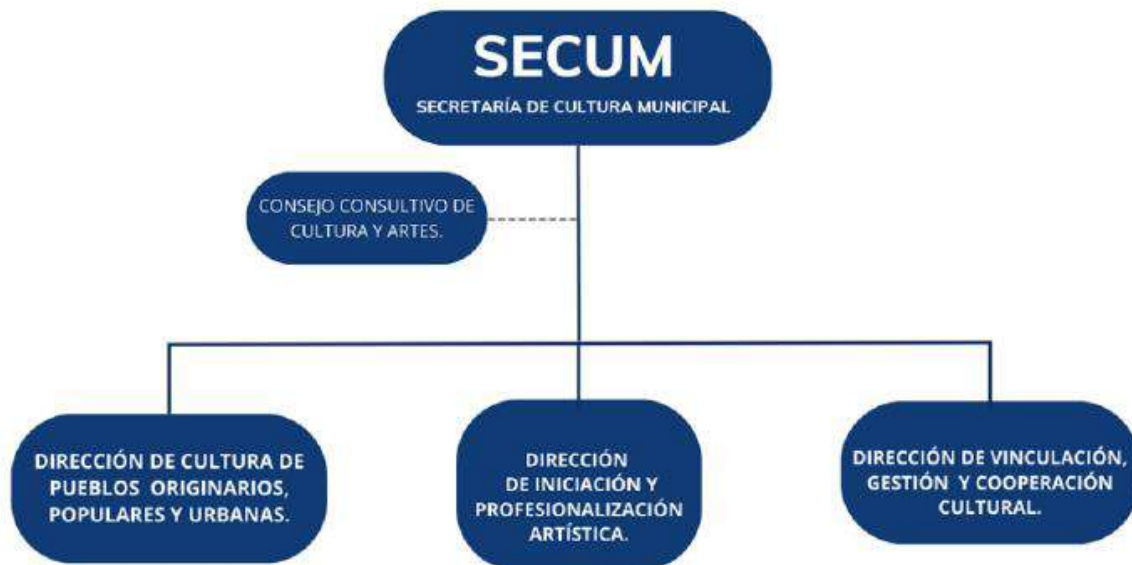 SECUM
SECRETARÍA DE CULTURA MUNICIPAL
CONSEJO CONSULTIVO DE
CULTURA Y ARTES.
DIRECCIÓN DE CULTURA DE
PUEBLOS ORIGINARIOS,
POPULARES Y URBANAS.
DIRECCIÓN
DE INICIACIÓN Y
PROFESIONALIZACIÓN
ARTÍSTICA.
DIRECCIÓN DE VINCULACIÓN,
GESTIÓN Y COOPERACIÓN
CULTURAL.